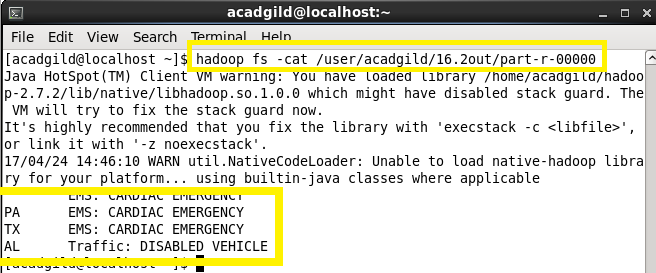 acadgild@localhost:~
File Edit View Search Terminal Help
[acadgild@localhost ~]$ hadoop fs -cat /user/acadgild/16.2out/part-r-00000
Java HotSpot(TM) Client VM warning: You have loaded library /home/acadgild/hadoo
p-2.7.2/lib/native/libhadoop.so.1.0.0 which might have disabled stack guard. The
 VM will try to fix the stack guard now.
It's highly recommended that you fix the library with 'execstack -c <libfile>',
or link it with '-z noexecstack'.
17/04/24 14:46:10 WARN util.NativeCodeLoader: Unable to load native-hadoop libra
ry for your platform... using builtin-java classes where applicable
EMS: CARDIAC EMERGENCY
PA EMS: CARDIAC EMERGENCY
TX EMS: CARDIAC EMERGENCY
AL Traffic: DISABLED VEHICLE
[acadgild@localhost ~]$